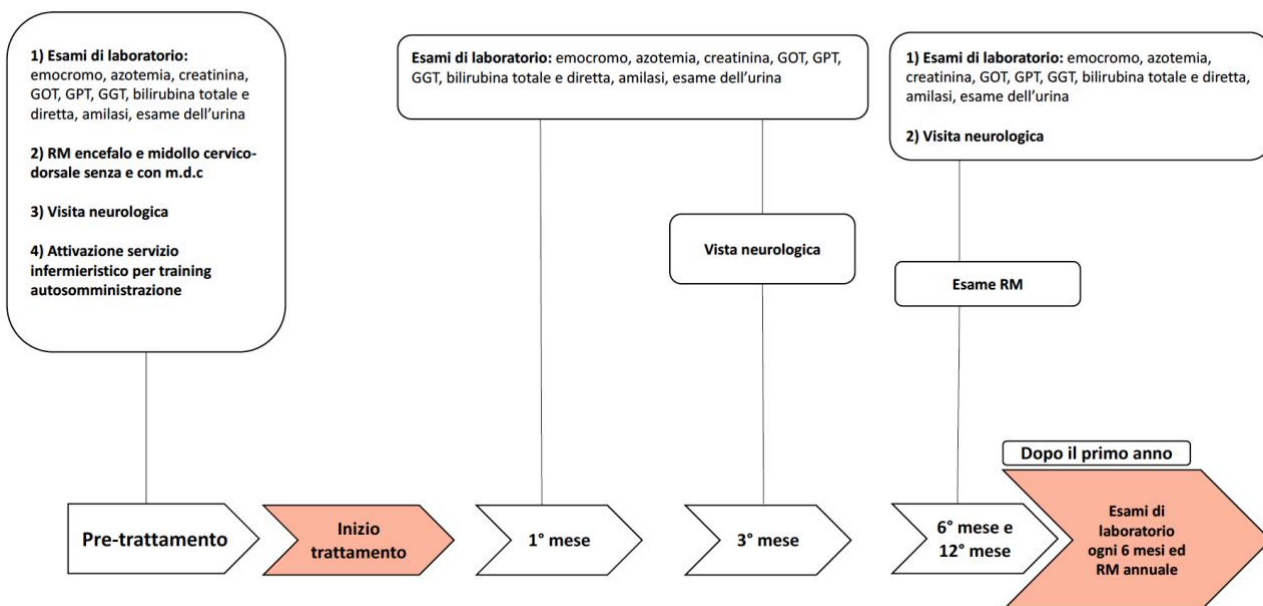 1) Esami di laboratorio:
emocromo, azotemia, creatinina,
GOT, GPT, GGT, bilirubina totale e
diretta, amilasi, esame dell'urina
2) RM encefalo e midollo cervico-
dorsale senza e con m.d.c
3) Visita neurologica
4) Attivazione servizio
infermieristico per training
autosomministrazione
Esami di laboratorio: emocromo, azotemia, creatinina, GOT, GPT,
GGT, bilirubina totale e diretta, amilasi, esame dell'urina
1) Esami di laboratorio: emocromo, azotemia,
creatinina, GOT, GPT, GGT, bilirubina totale e diretta,
amilasi, esame dell'urina
2) Visita neurologica
Vista neurologica
Esame RM
Pre-trattamento
Inizio
trattamento
1° mese
3° mese
6° mese e
12° mese
Dopo il primo anno
Esami di
laboratorio
ogni 6 mesi ed
RM annuale